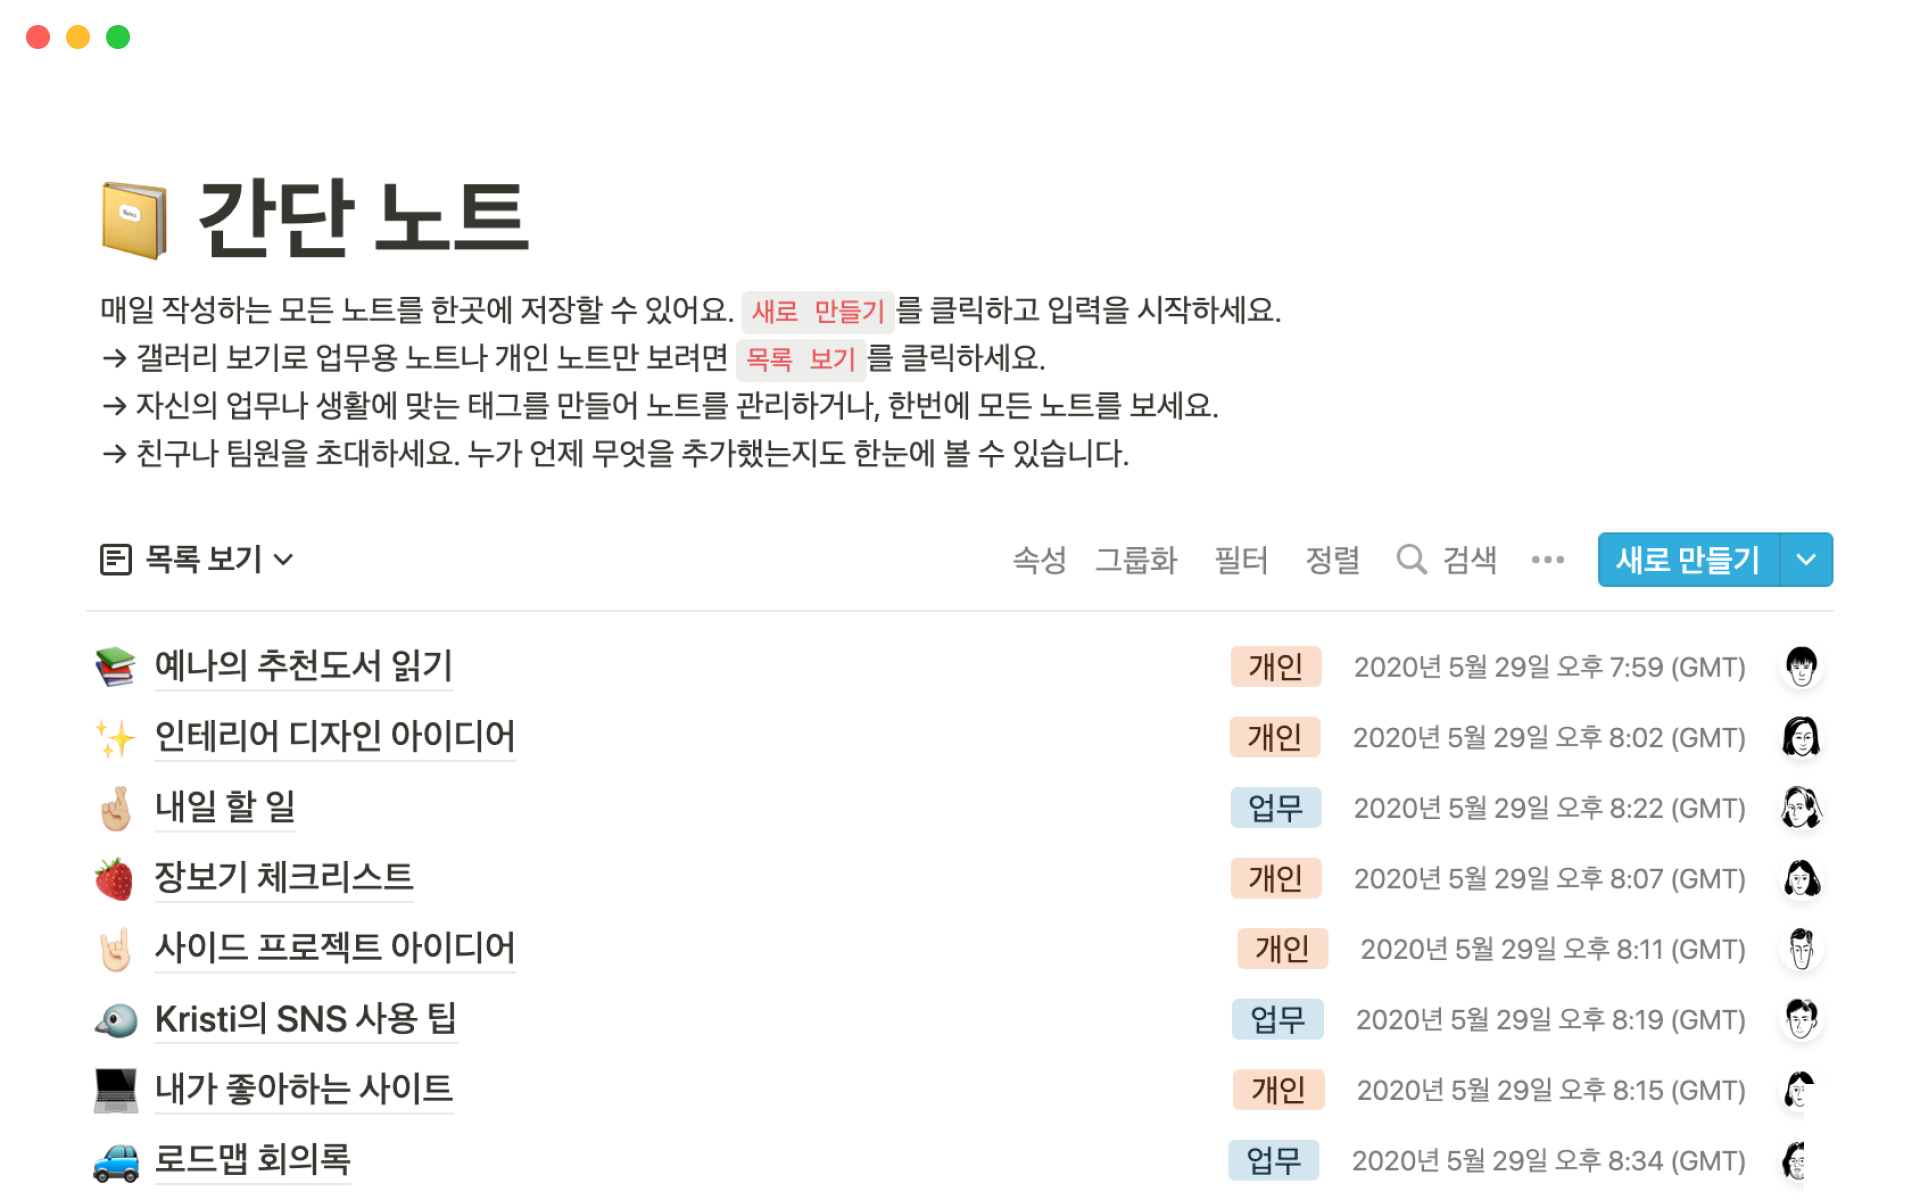 간단 노트
매일 작성하는 모든 노트를 한곳에 저장할 수 있어요. 새로 만들기를 클릭하고 입력을 시작하세요.
→ 갤러리 보기로 업무용 노트나 개인 노트만 보려면 목록 보기를 클릭하세요.
→ 자신의 업무나 생활에 맞는 태그를 만들어 노트를 관리하거나, 한번에 모든 노트를 보세요.
→ 친구나 팀원을 초대하세요. 누가 언제 무엇을 추가했는지도 한눈에 볼 수 있습니다.
목록 보기 속성 그룹화 필터 정렬 검색 ••• 새로 만들기
예나의 추천도서 읽기 개인 2020년 5월 29일 오후 7:59 (GMT)
인테리어 디자인 아이디어 개인 2020년 5월 29일 오후 8:02 (GMT)
내일 할 일 업무 2020년 5월 29일 오후 8:22 (GMT)
장보기 체크리스트 개인 2020년 5월 29일 오후 8:07 (GMT)
사이드 프로젝트 아이디어 개인 2020년 5월 29일 오후 8:11 (GMT)
Kristi의 SNS 사용 팁 업무 2020년 5월 29일 오후 8:19 (GMT)
내가 좋아하는 사이트 개인 2020년 5월 29일 오후 8:15 (GMT)
로드맵 회의록 업무 2020년 5월 29일 오후 8:34 (GMT)